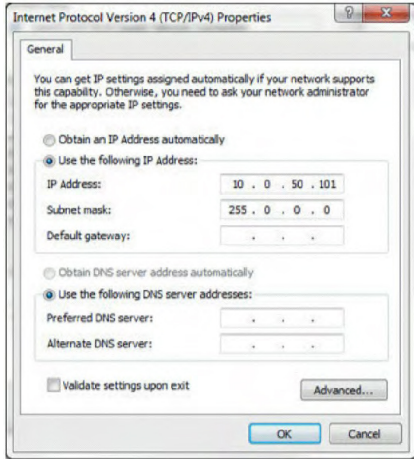 Internet Protocol Version 4 (TCP/IPv4) Properties
General
You can get IP settings assigned automatically if your network supports
this capability. Otherwise, you need to ask your network administrator
for the appropriate IP settings.
Obtain an IP Address automatically
Use the following IP Address:
IP Address: 10 . 0 . 50 . 101
Subnet mask: 255 . 0 . 0 . 0
Default gateway: . . .
Obtain DNS server address automatically
Use the following DNS server addresses:
Preferred DNS server: . . .
Alternate DNS server: . . .
Validate settings upon exit
Advanced...
OK Cancel